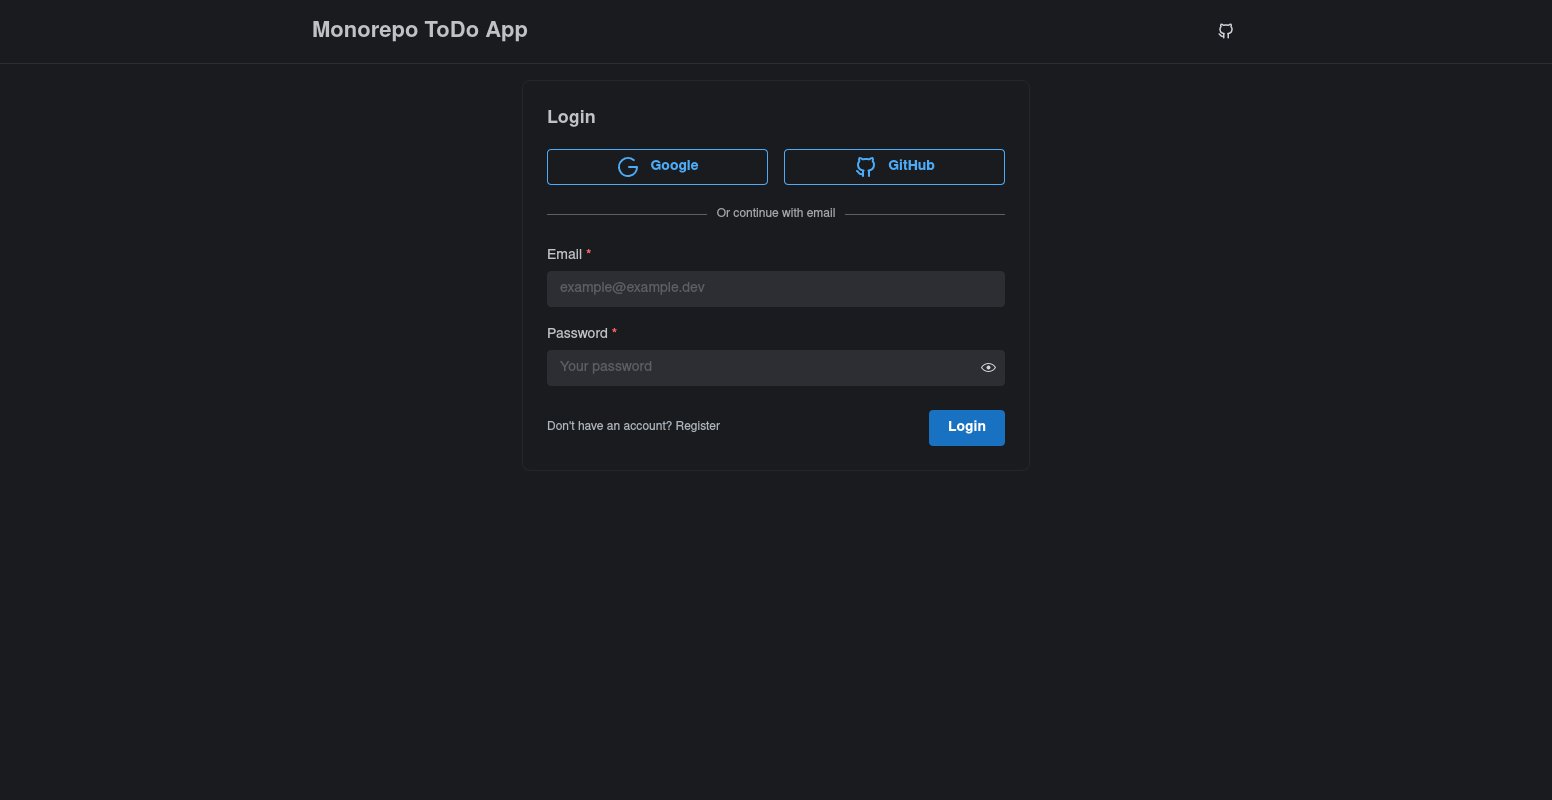 Monorepo ToDo App
Login
Google
GitHub
Or continue with email
Email *
example@example.dev
Password *
Your password
Don't have an account? Register
Login